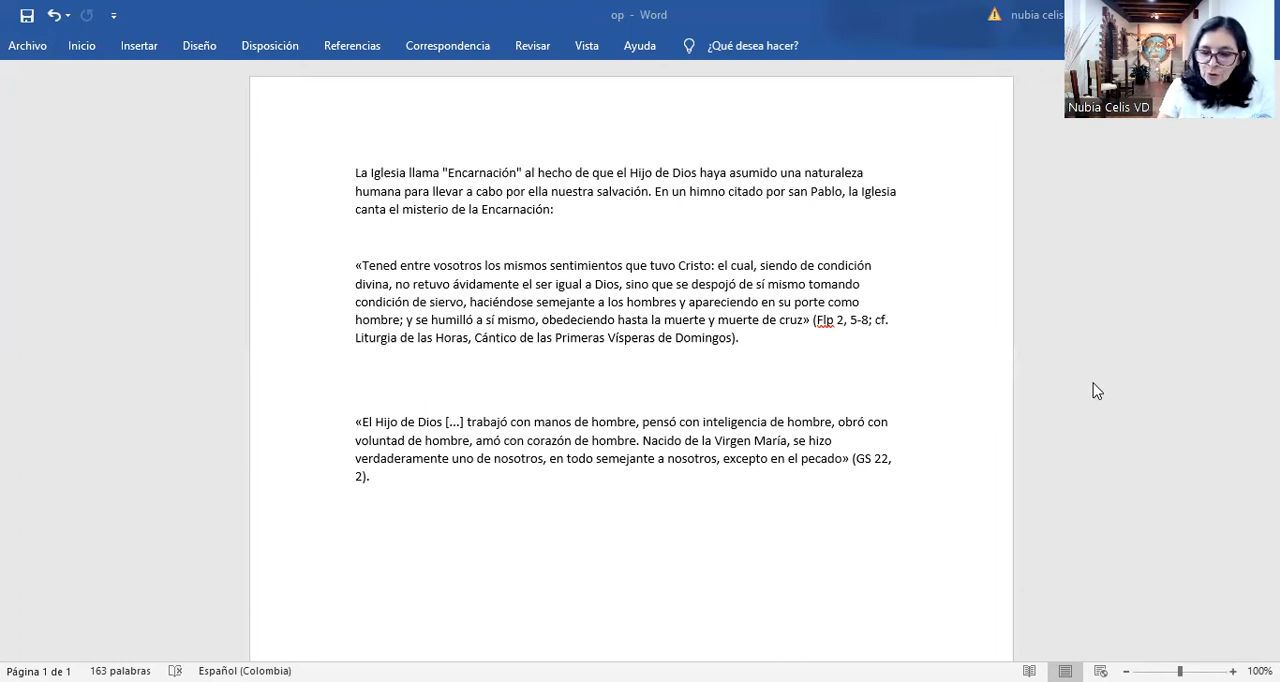 op - Word
nubia celis
Archivo Inicio Insertar Diseño Disposición Referencias Correspondencia Revisar Vista Ayuda ¿Qué desea hacer?
Nubia Celis VD
La Iglesia llama "Encarnación" al hecho de que el Hijo de Dios haya asumido una naturaleza
humana para llevar a cabo por ella nuestra salvación. En un himno citado por san Pablo, la Iglesia
canta el misterio de la Encarnación:
«Tened entre vosotros los mismos sentimientos que tuvo Cristo: el cual, siendo de condición
divina, no retuvo ávidamente el ser igual a Dios, sino que se despojó de sí mismo tomando
condición de siervo, haciéndose semejante a los hombres y apareciendo en su porte como
hombre; y se humilló a sí mismo, obedeciendo hasta la muerte y muerte de cruz» (Flp 2, 5-8; cf.
Liturgia de las Horas, Cántico de las Primeras Vísperas de Domingos).
«El Hijo de Dios [...] trabajó con manos de hombre, pensó con inteligencia de hombre, obró con
voluntad de hombre, amó con corazón de hombre. Nacido de la Virgen María, se hizo
verdaderamente uno de nosotros, en todo semejante a nosotros, excepto en el pecado» (GS 22,
2).
Página 1 de 1 163 palabras Español (Colombia) 100%